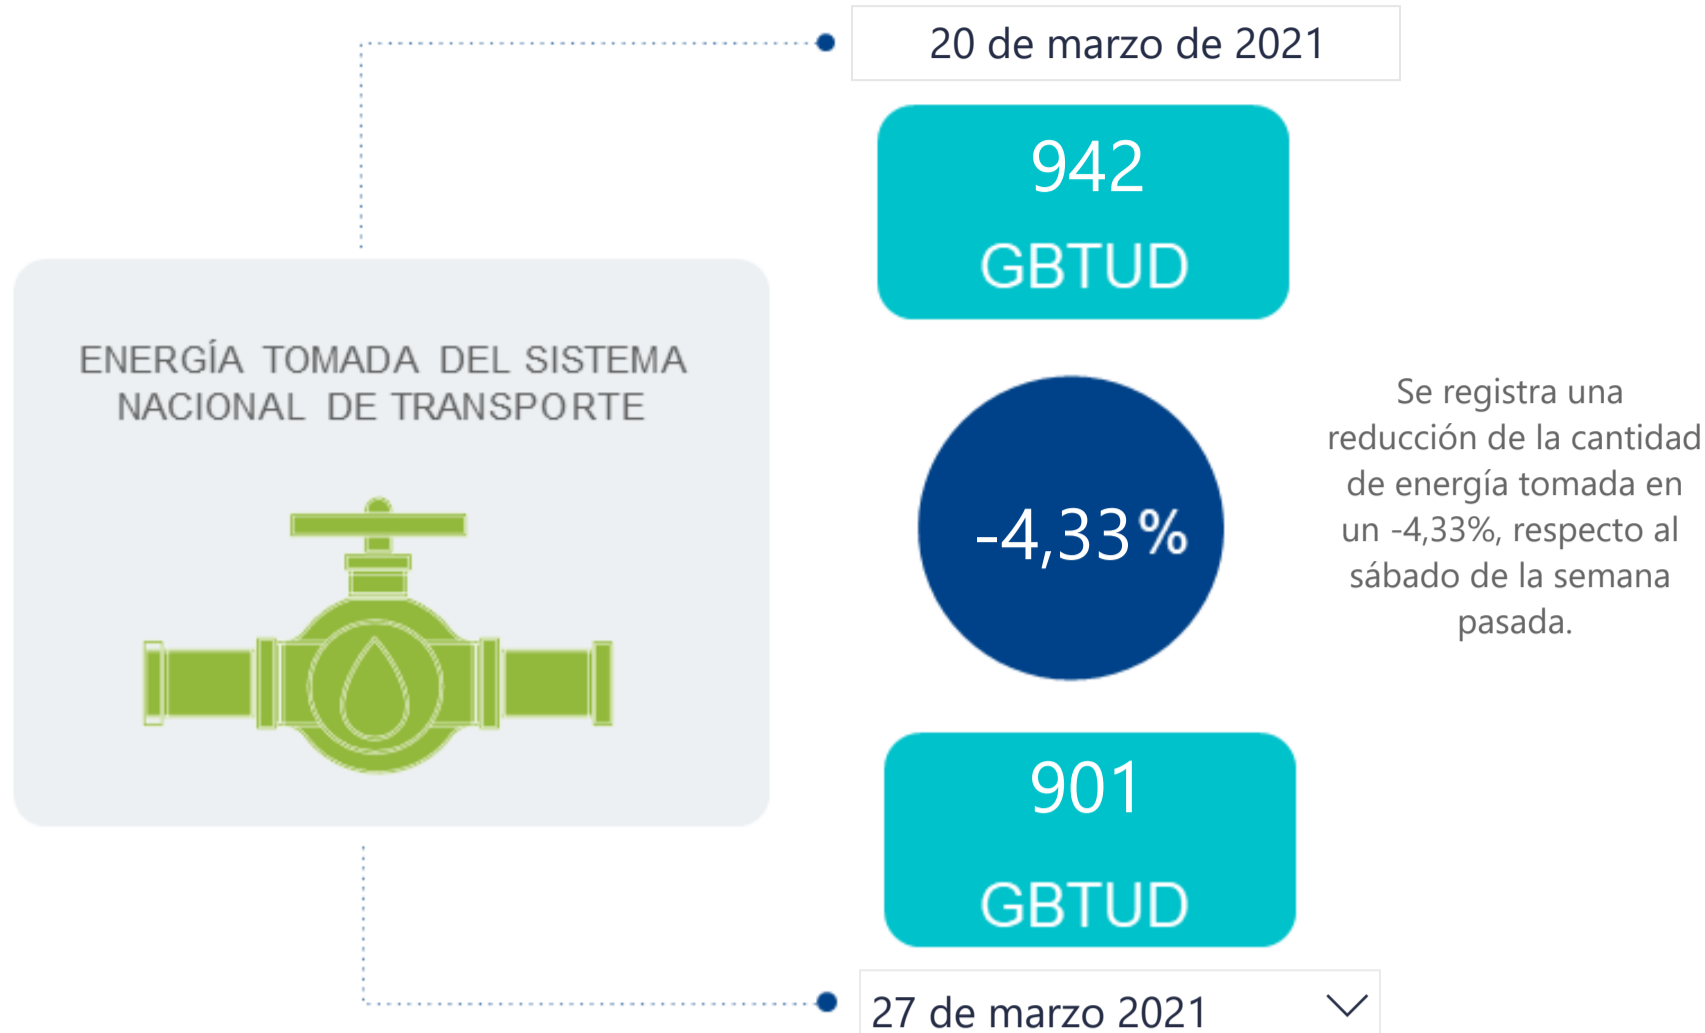 20 de marzo de 2021
942
GBTUD
ENERGÍA TOMADA DEL SISTEMA
NACIONAL DE TRANSPORTE
-4,33%
Se registra una
reducción de la cantidad
de energía tomada en
un -4,33%, respecto al
sábado de la semana
pasada.
901
GBTUD
27 de marzo 2021